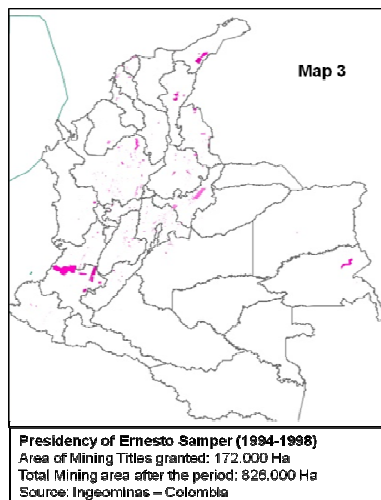 Map 3
Presidency of Ernesto Samper (1994-1998)
Area of Mining Titles granted: 172.000 Ha
Total Mining area after the period: 826.000 Ha
Source: Ingeominas – Colombia